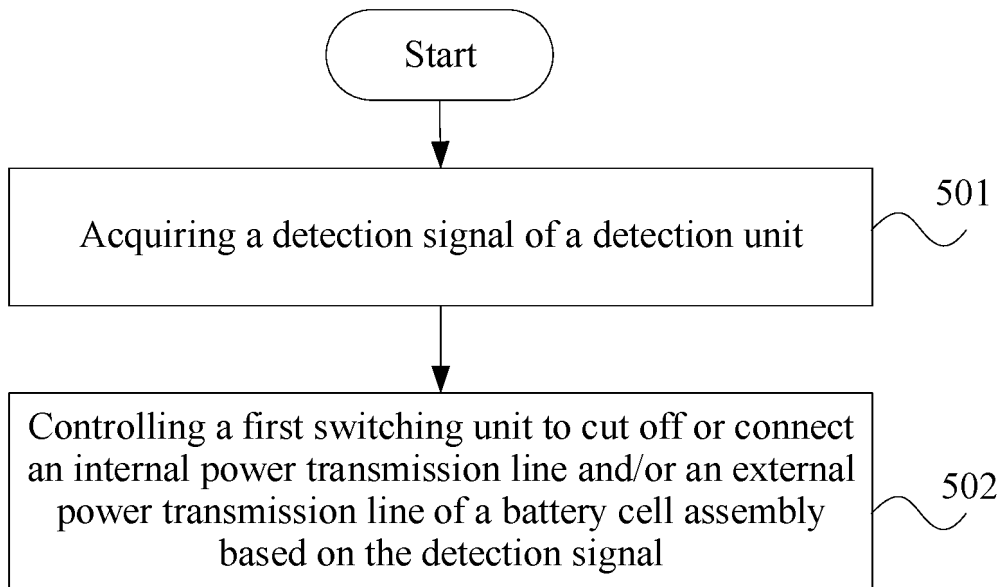 Start
Acquiring a detection signal of a detection unit
501
Controlling a first switching unit to cut off or connect
an internal power transmission line and/or an external
power transmission line of a battery cell assembly
based on the detection signal
502